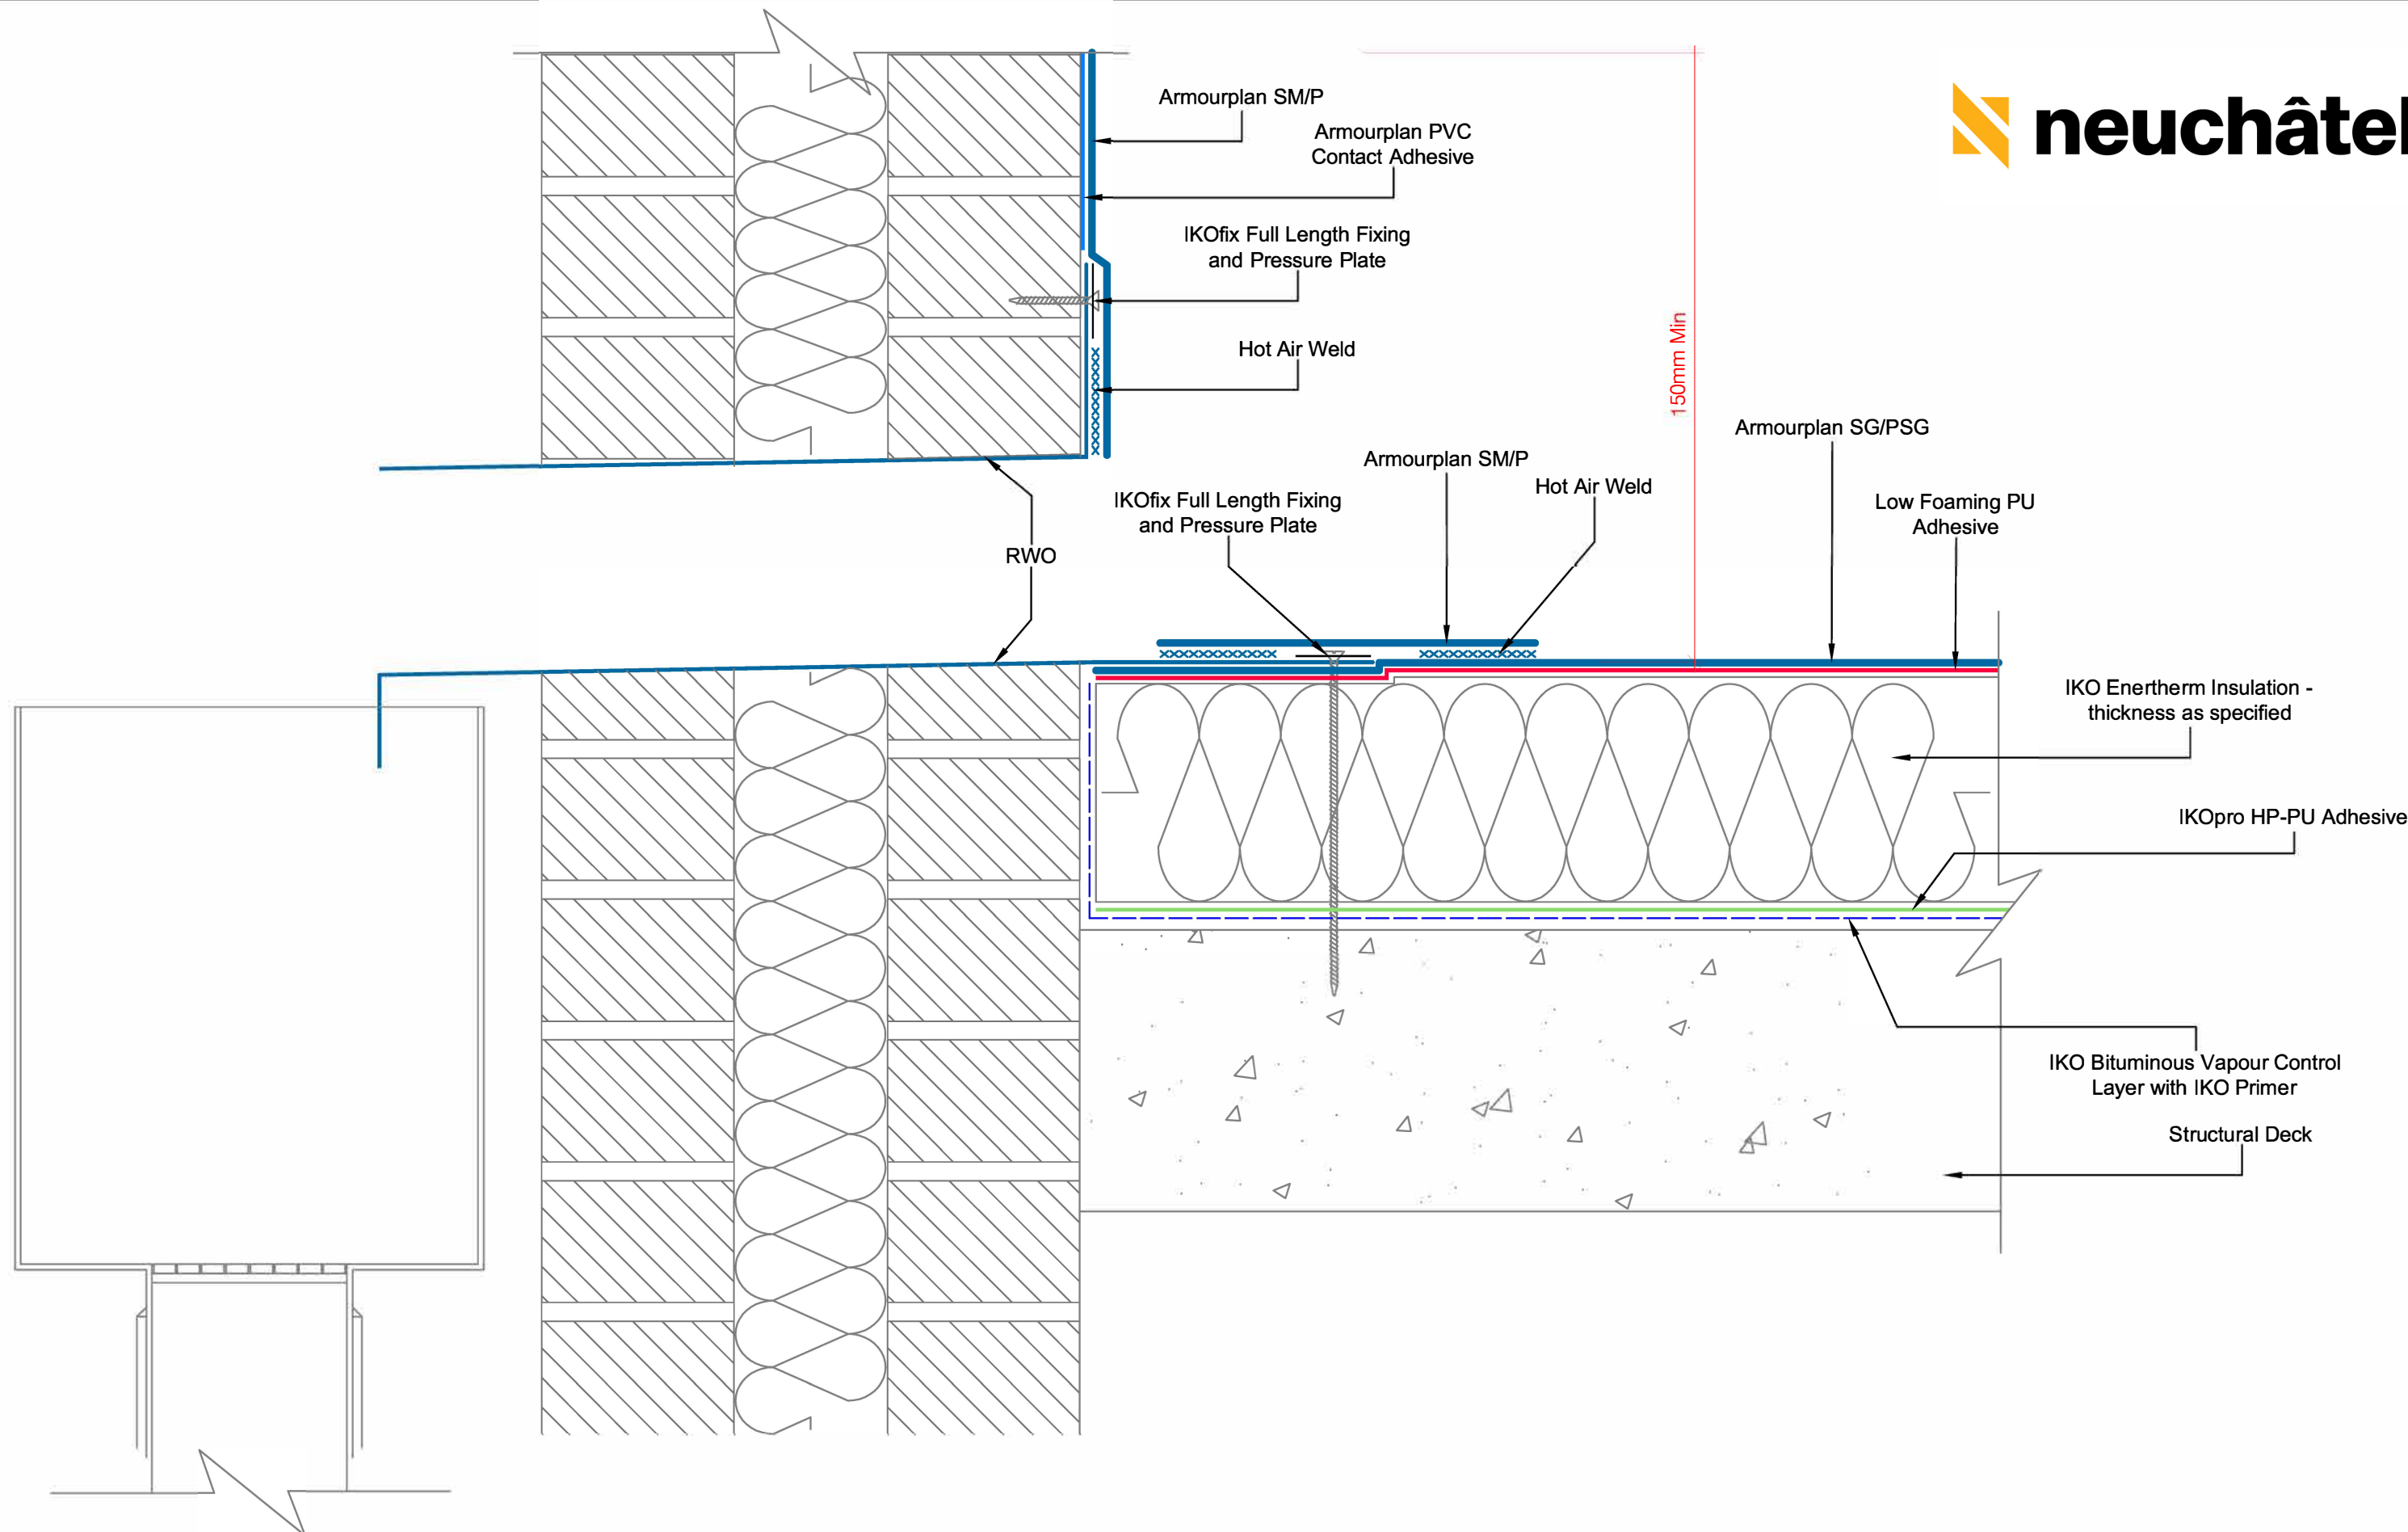 neuchâtel
Armourplan SM/P
Armourplan PVC
Contact Adhesive
IKOfix Full Length Fixing
and Pressure Plate
Hot Air Weld
150mm Min
Armourplan SG/PSG
Armourplan SM/P
Hot Air Weld
IKOfix Full Length Fixing
and Pressure Plate
Low Foaming PU
Adhesive
RWO
IKO Enertherm Insulation -
thickness as specified
IKOpro HP-PU Adhesive
IKO Bituminous Vapour Control
Layer with IKO Primer
Structural Deck